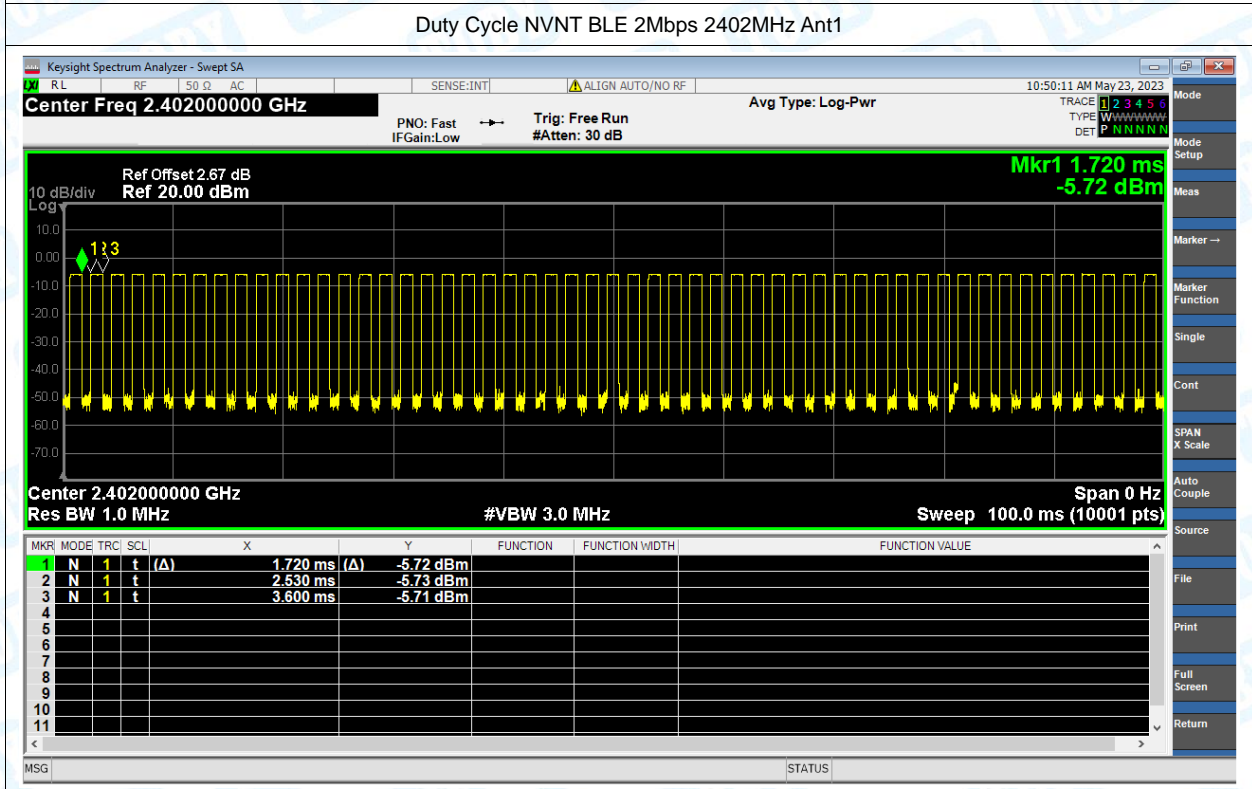 Duty Cycle NVNT BLE 2Mbps 2402MHz Ant1
Keysight Spectrum Analyzer - Swept SA
LXI RL RF 50 Ω AC SENSE:INT ALIGN AUTO/NO RF 10:50:11 AM May 23, 2023
Center Freq 2.402000000 GHz
PNO: Fast
IFGain:Low
Trig: Free Run
#Atten: 30 dB
Avg Type: Log-Pwr
TRACE 1 2 3 4 5 6
TYPE WWWWWW
DET P N N N N N
Mkr1 1.720 ms
-5.72 dBm
Ref Offset 2.67 dB
10 dB/div Ref 20.00 dBm
Log
10.0
0.00
-10.0
-20.0
-30.0
-40.0
-50.0
-60.0
-70.0
1 2 3
Center 2.402000000 GHz Span 0 Hz
Res BW 1.0 MHz #VBW 3.0 MHz Sweep 100.0 ms (10001 pts)
MKR MODE TRC SCL X Y FUNCTION FUNCTION WIDTH FUNCTION VALUE
1 N 1 t (Δ) 1.720 ms (Δ) -5.72 dBm
2 N 1 t 2.530 ms -5.73 dBm
3 N 1 t 3.600 ms -5.71 dBm
4
5
6
7
8
9
10
11
MSG STATUS
Mode
Mode Setup
Meas
Marker →
Marker Function
Single
Cont
SPAN X Scale
Auto Couple
Source
File
Print
Full Screen
Return